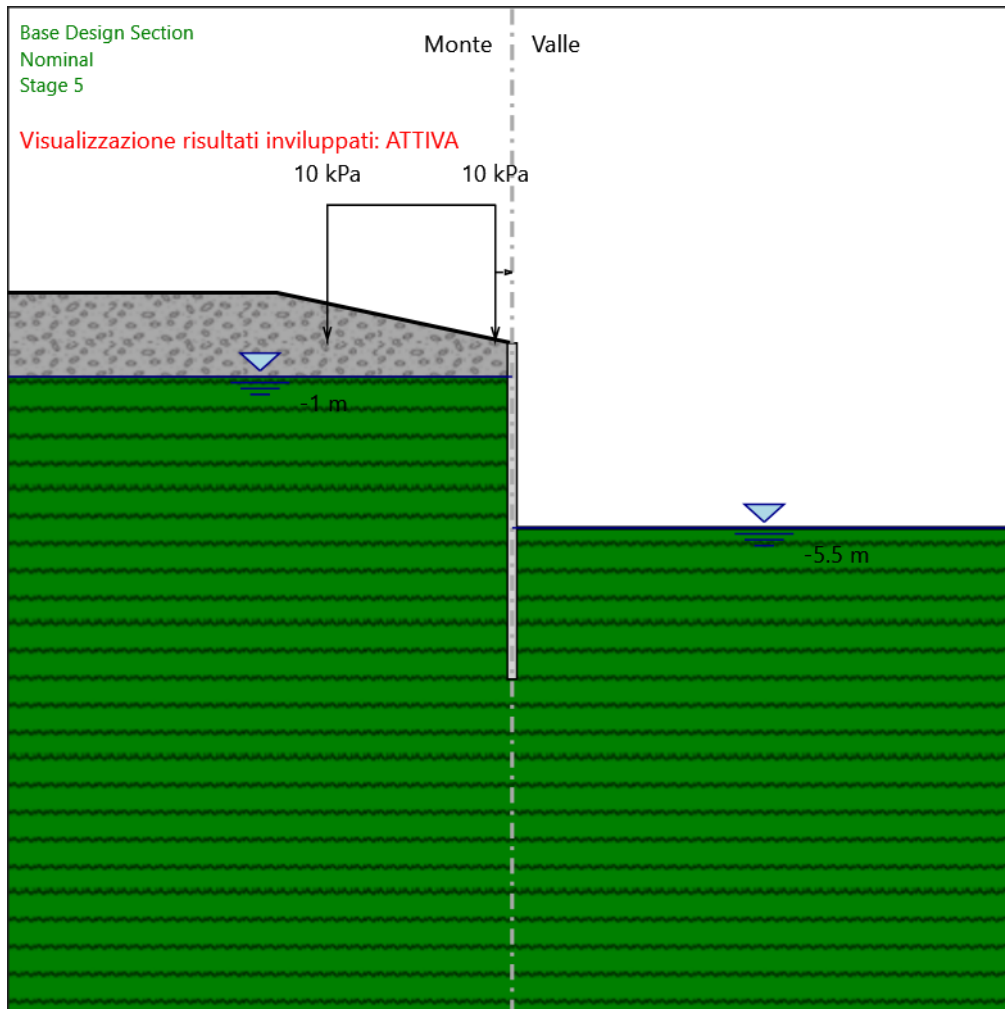 Base Design Section
Nominal
Stage 5
Monte
Valle
Visualizzazione risultati inviluppati: ATTIVA
10 kPa
10 kPa
-1 m
-5.5 m